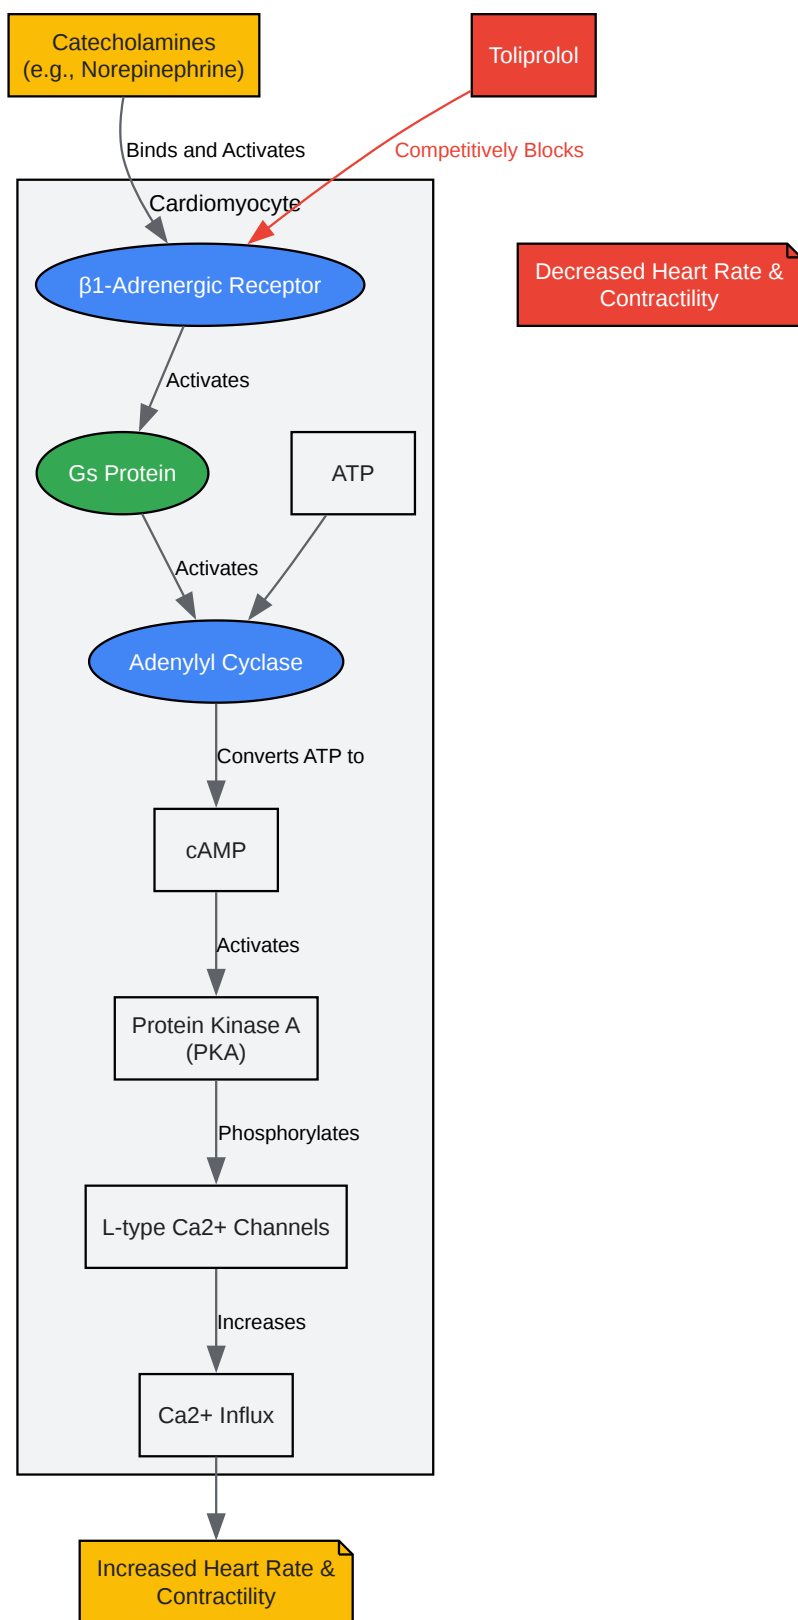 Catecholamines
(e.g., Norepinephrine)
Toliprolol
Binds and Activates
Competitively Blocks
Cardiomyocyte
β1-Adrenergic Receptor
Decreased Heart Rate &
Contractility
Activates
Gs Protein
ATP
Activates
Adenylyl Cyclase
Converts ATP to
cAMP
Activates
Protein Kinase A
(PKA)
Phosphorylates
L-type Ca2+ Channels
Increases
Ca2+ Influx
Increased Heart Rate &
Contractility